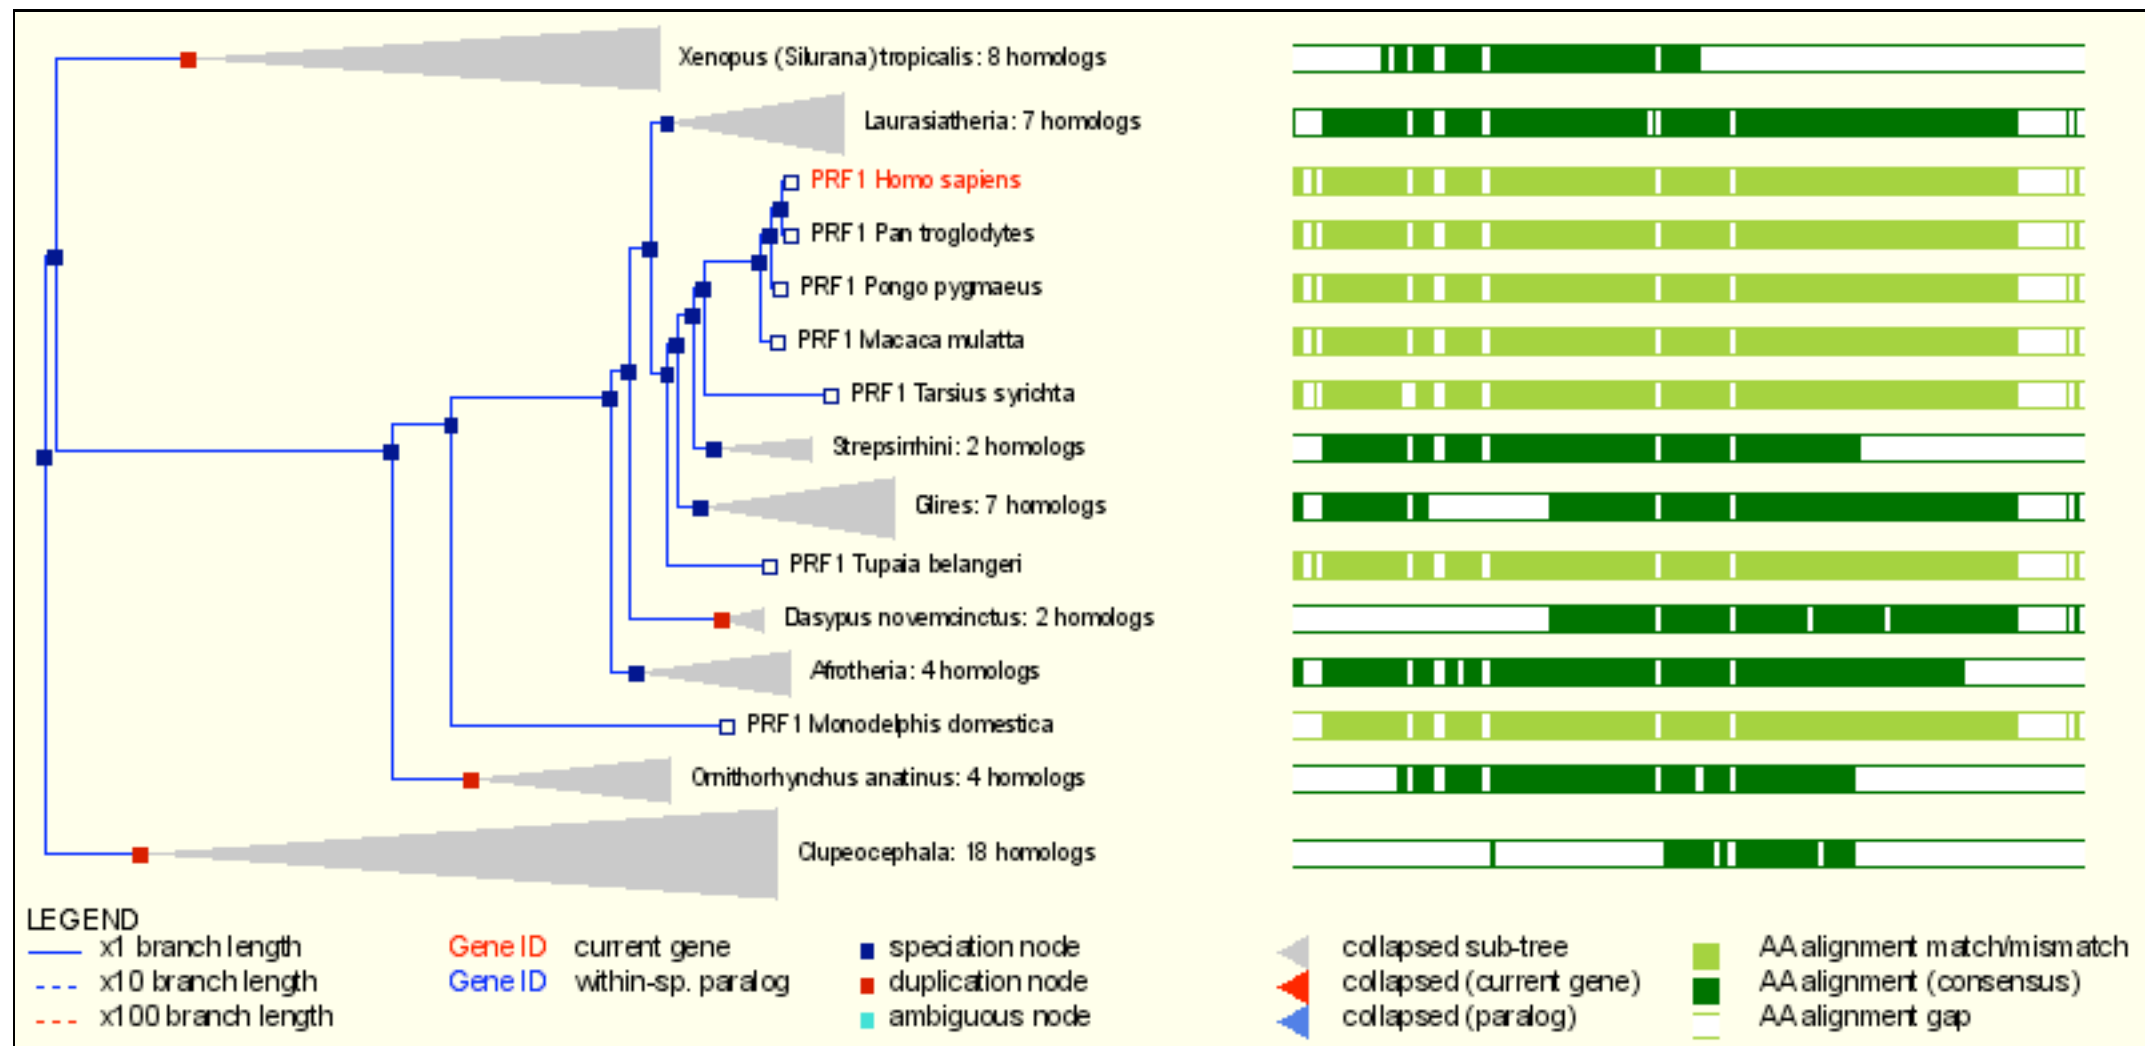 Xenopus (Silurana) tropicalis: 8 homologs
Laurasiatheria: 7 homologs
PRF1 Homo sapiens
PRF1 Pan troglodytes
PRF1 Pongo pygmaeus
PRF1 Macaca mulatta
PRF1 Tarsius syrichta
Strepsirrhini: 2 homologs
Glires: 7 homologs
PRF1 Tupaia belangeri
Dasypus novemcinctus: 2 homologs
Afrotheria: 4 homologs
PRF1 Monodelphis domestica
Ornithorhynchus anatinus: 4 homologs
Clupeocephala: 18 homologs
LEGEND
x1 branch length
x10 branch length
x100 branch length
Gene ID current gene
Gene ID within-sp. paralog
speciation node
duplication node
ambiguous node
collapsed sub-tree
collapsed (current gene)
collapsed (paralog)
AA alignment match/mismatch
AA alignment (consensus)
AA alignment gap